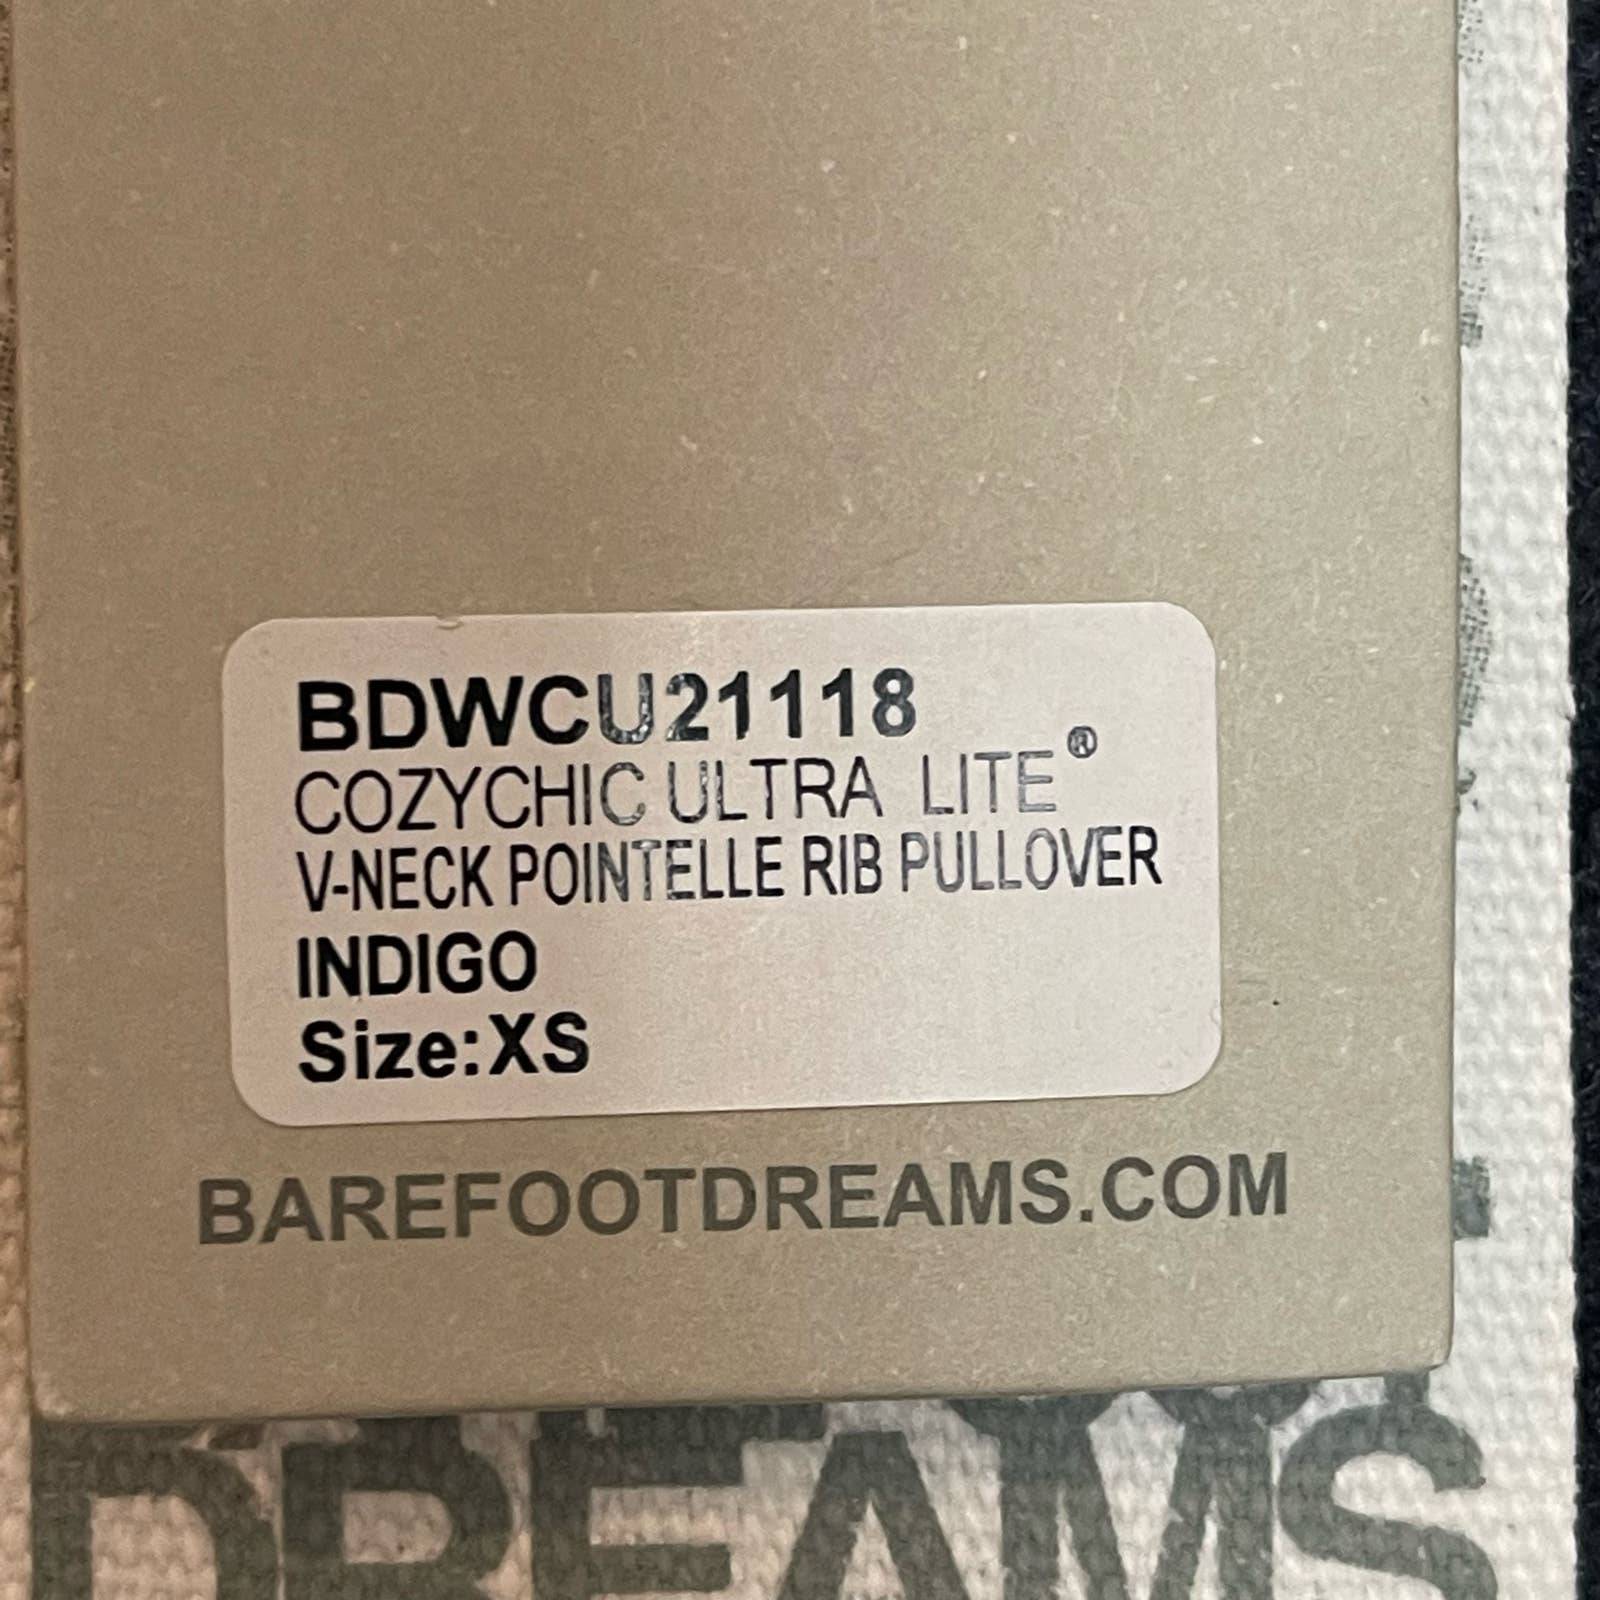 BDWCU21118
COZYCHIC ULTRA LITE®
V-NECK POINTELLE RIB PULLOVER
INDIGO
Size:XS
BAREFOOTDREAMS.COM
DREAMS